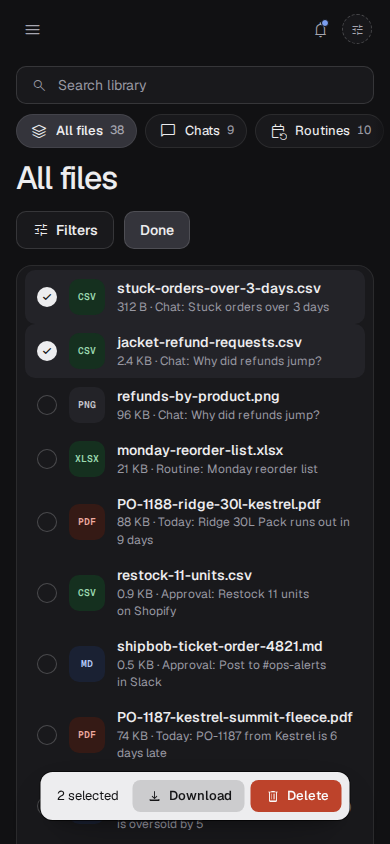 Search library
All files 38 Chats 9 Routines 10
All files
Filters Done
CSV stuck-orders-over-3-days.csv
312 B · Chat: Stuck orders over 3 days
CSV jacket-refund-requests.csv
2.4 KB · Chat: Why did refunds jump?
PNG refunds-by-product.png
96 KB · Chat: Why did refunds jump?
XLSX monday-reorder-list.xlsx
21 KB · Routine: Monday reorder list
PDF PO-1188-ridge-30l-kestrel.pdf
88 KB · Today: Ridge 30L Pack runs out in
9 days
CSV restock-11-units.csv
0.9 KB · Approval: Restock 11 units
on Shopify
MD shipbob-ticket-order-4821.md
0.5 KB · Approval: Post to #ops-alerts
in Slack
PDF PO-1187-kestrel-summit-fleece.pdf
74 KB · Today: PO-1187 from Kestrel is 6
days late
2 selected Download Delete
is oversold by 5